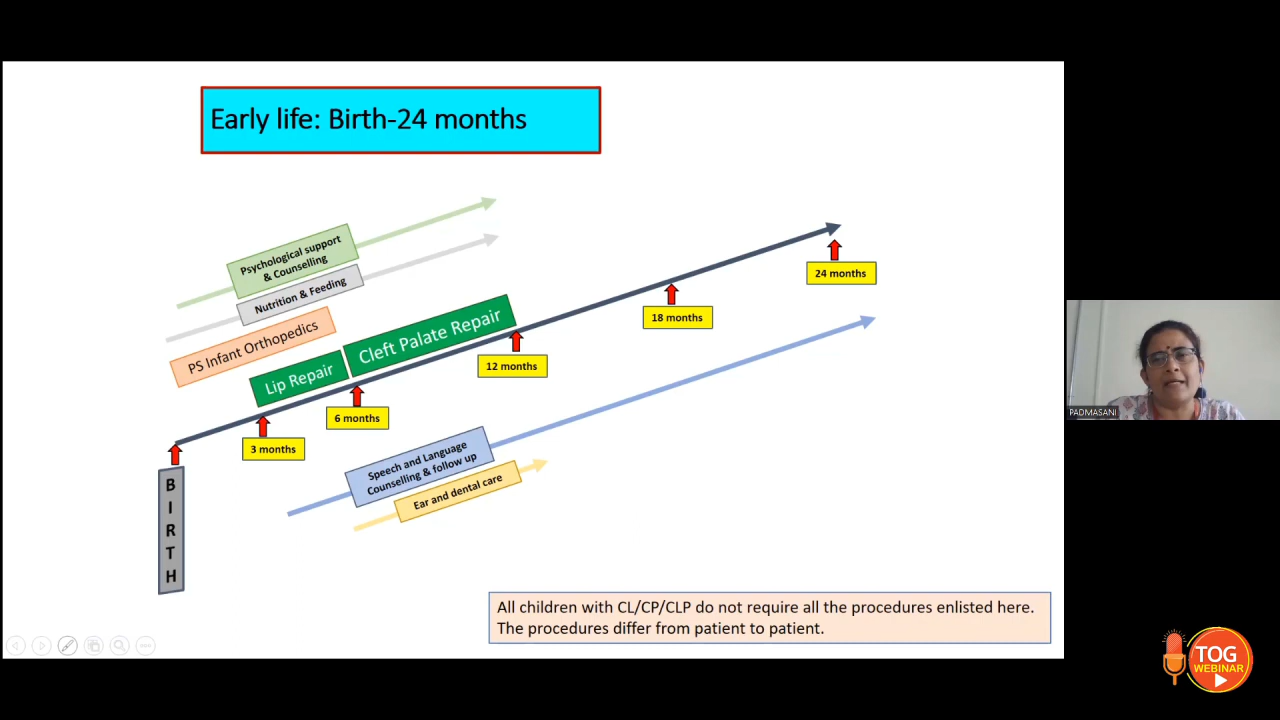 Early life: Birth-24 months
Psychological support
& Counselling
Nutrition & Feeding
PS Infant Orthopedics
Lip Repair
Cleft Palate Repair
24 months
18 months
12 months
6 months
3 months
BIRTH
Speech and Language
Counselling & follow up
Ear and dental care
All children with CL/CP/CLP do not require all the procedures enlisted here.
The procedures differ from patient to patient.
PADMASANI
TOG
WEBINAR